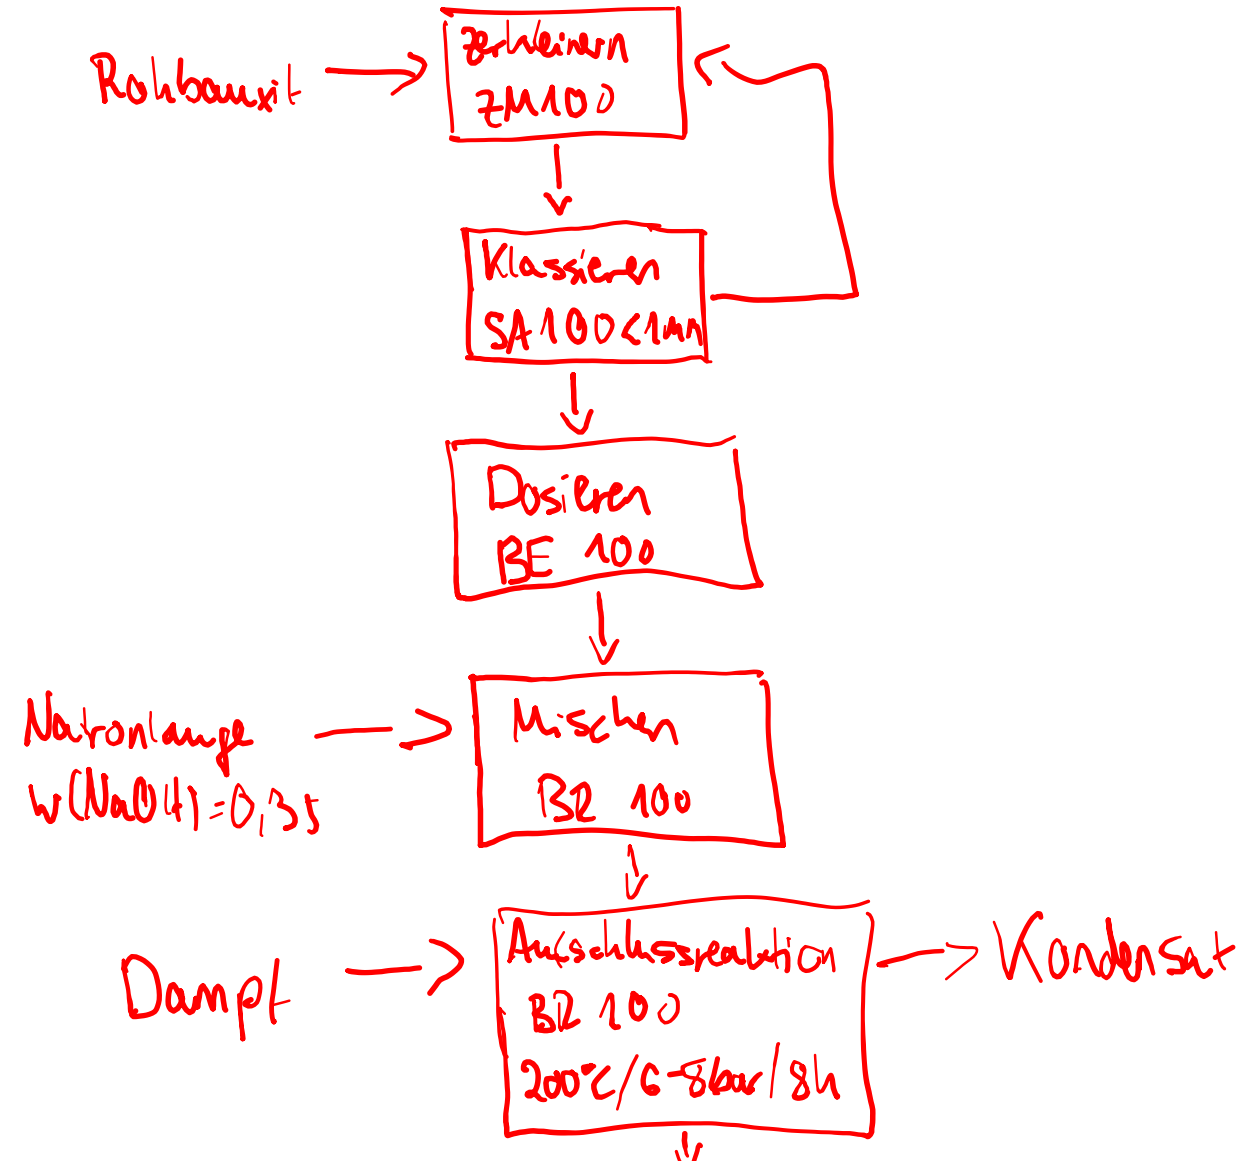 Zerkleinern
ZM100
Rohbauxit
Klassieren
SA100<1mm
Dosieren
BE 100
Natronlauge
w(NaOH)=0,35
Mischen
BR 100
Dampf
Aufschlussreaktion
BR 100
200°C/6-8bar/8h
Kondensat